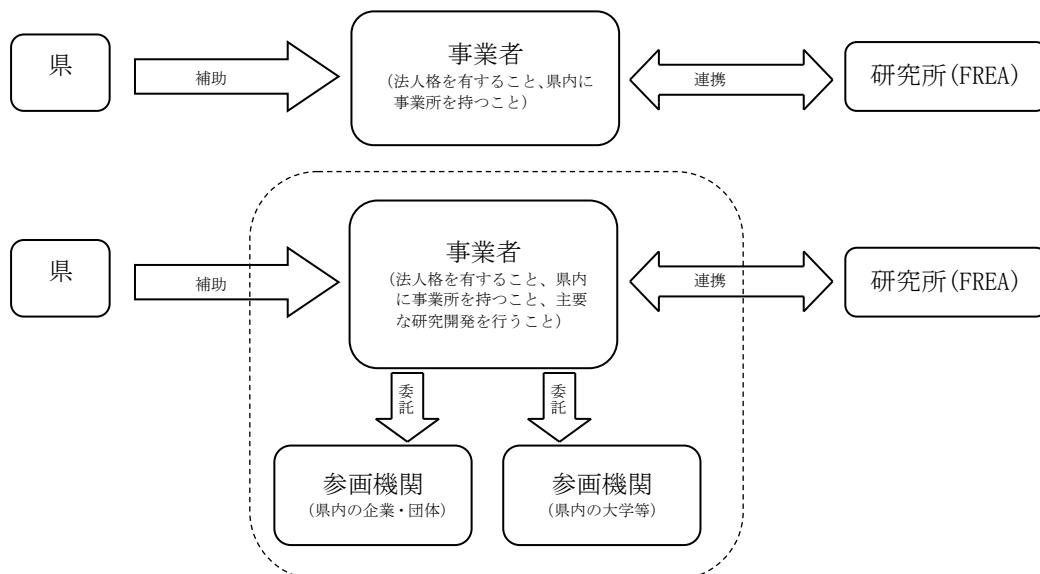 県
補助
事業者
(法人格を有すること、県内に
事業所を持つこと)
連携
研究所(FREA)
県
補助
事業者
(法人格を有すること、県内
に事業所を持つこと、主要
な研究開発を行うこと)
連携
研究所(FREA)
委託
委託
参画機関
(県内の企業・団体)
参画機関
(県内の大学等)